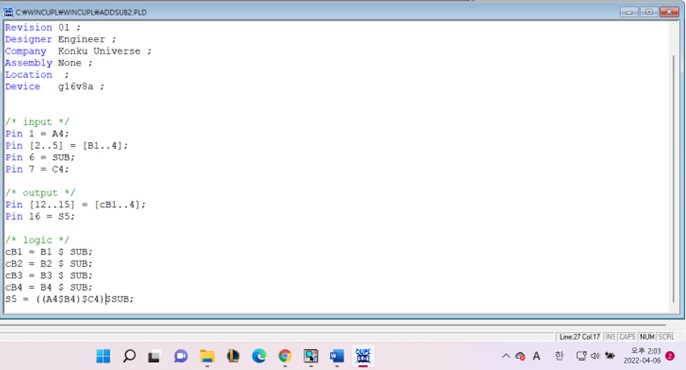 C:₩WINCUPL₩WINCUPL₩ADDSUB2.PLD
Revision 01 ;
Designer Engineer ;
Company  Konku Universe ;
Assembly None ;
Location  ;
Device   g16v8a ;
/* input */
Pin 1 = A4;
Pin [2..5] = [B1..4];
Pin 6 = SUB;
Pin 7 = C4;
/* output */
Pin [12..15] = [cB1..4];
Pin 16 = S5;
/* logic */
cB1 = B1 $ SUB;
cB2 = B2 $ SUB;
cB3 = B3 $ SUB;
cB4 = B4 $ SUB;
S5 = ((A4$B4)$C4)$SUB;
Line:27 Col:17 INS CAPS NUM SCRL
A 한 오후 2:03
2022-04-06 2